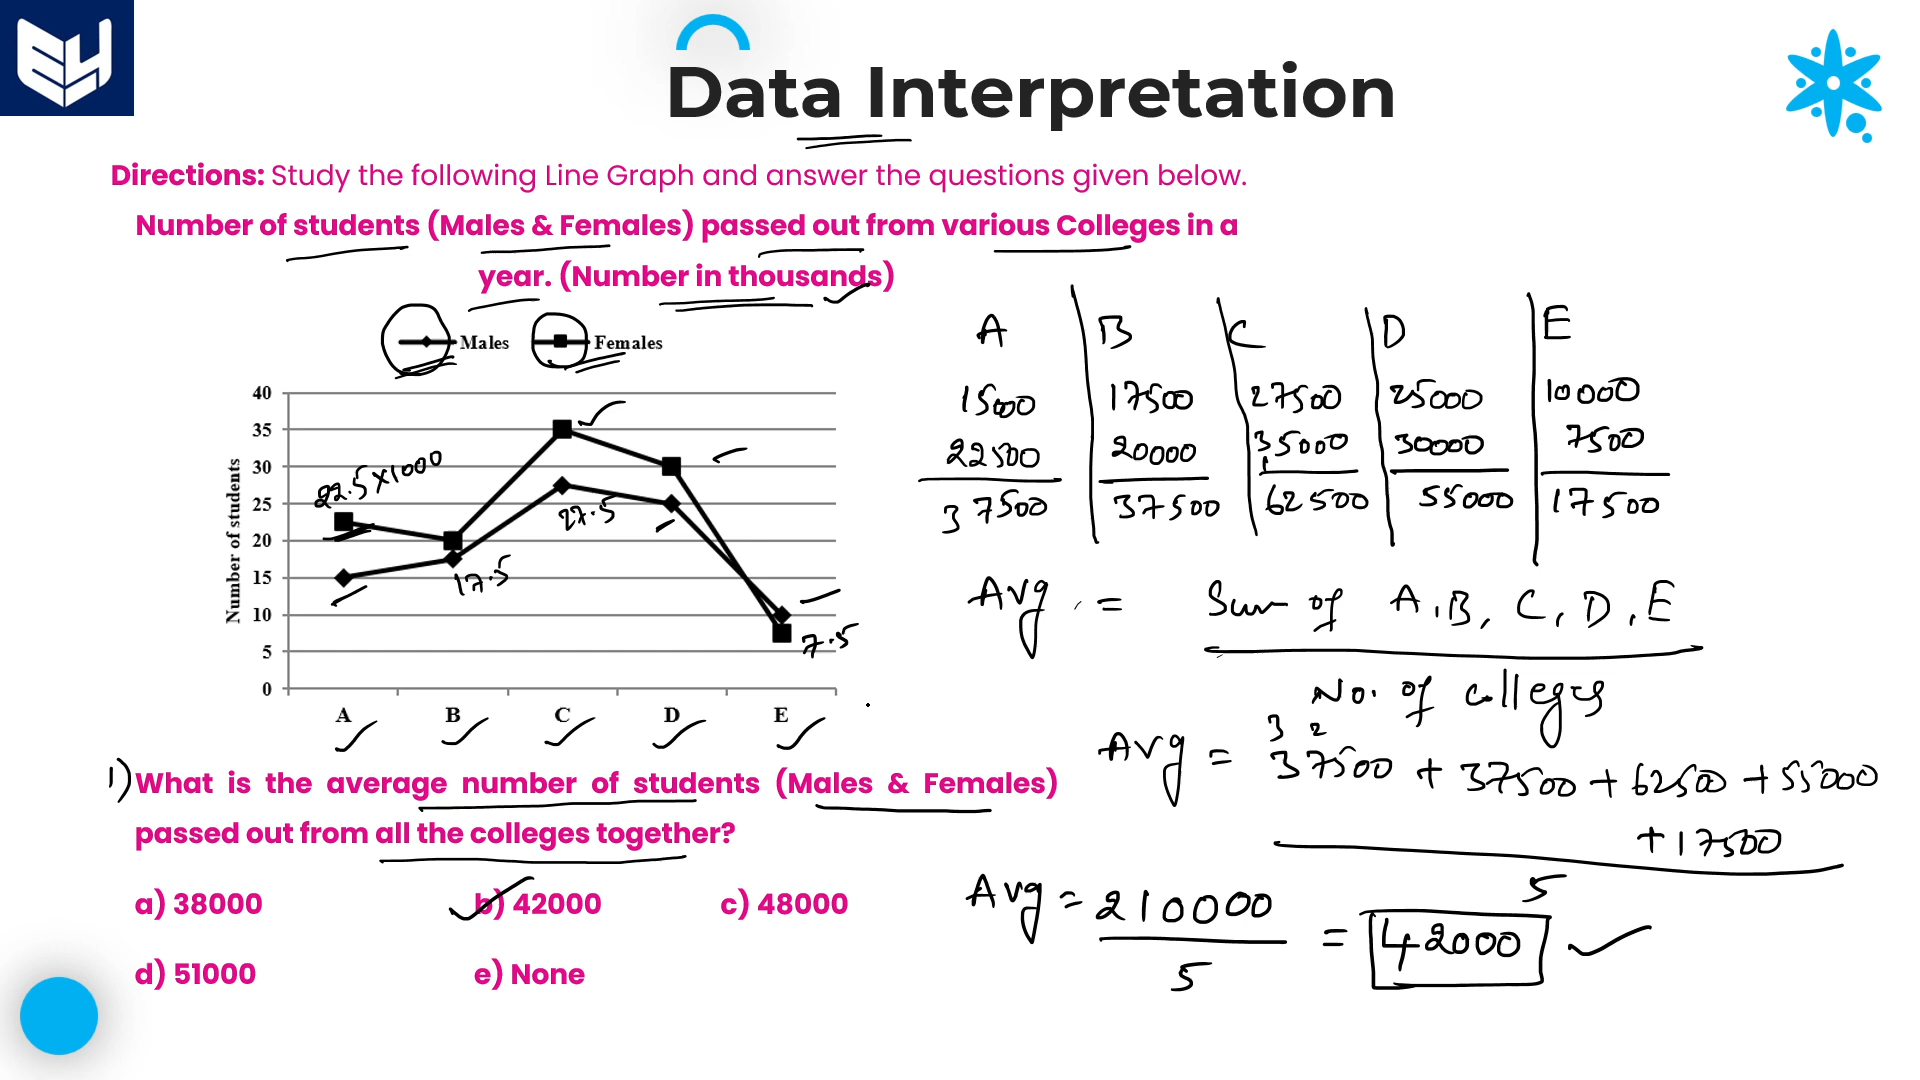 EY
Data Interpretation
Directions: Study the following Line Graph and answer the questions given below.
Number of students (Males & Females) passed out from various Colleges in a
year. (Number in thousands)
Males Females
Number of students
40
35
30
25
20
15
10
5
0
22.5×1000
17.5
27.5
7.5
A B C D E
A B C D E
15000 17500 27500 25000 10000
22500 20000 35000 30000 7500
37500 37500 62500 55000 17500
Avg = Sum of A, B, C, D, E
No. of colleges
3 2
Avg = 37500 + 37500 + 62500 + 55000
+ 17500
5
Avg = 210000
5
= 42000
1) What is the average number of students (Males & Females)
passed out from all the colleges together?
a) 38000 b) 42000 c) 48000
d) 51000 e) None